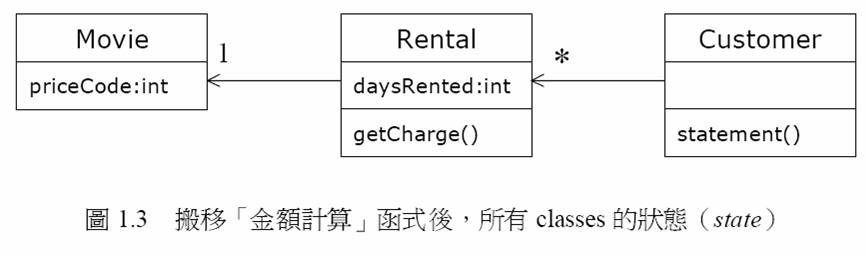 Movie
priceCode:int
1
Rental
daysRented:int
getCharge()
*
Customer
statement()
圖 1.3 搬移「金額計算」函式後，所有 classes 的狀態（state）